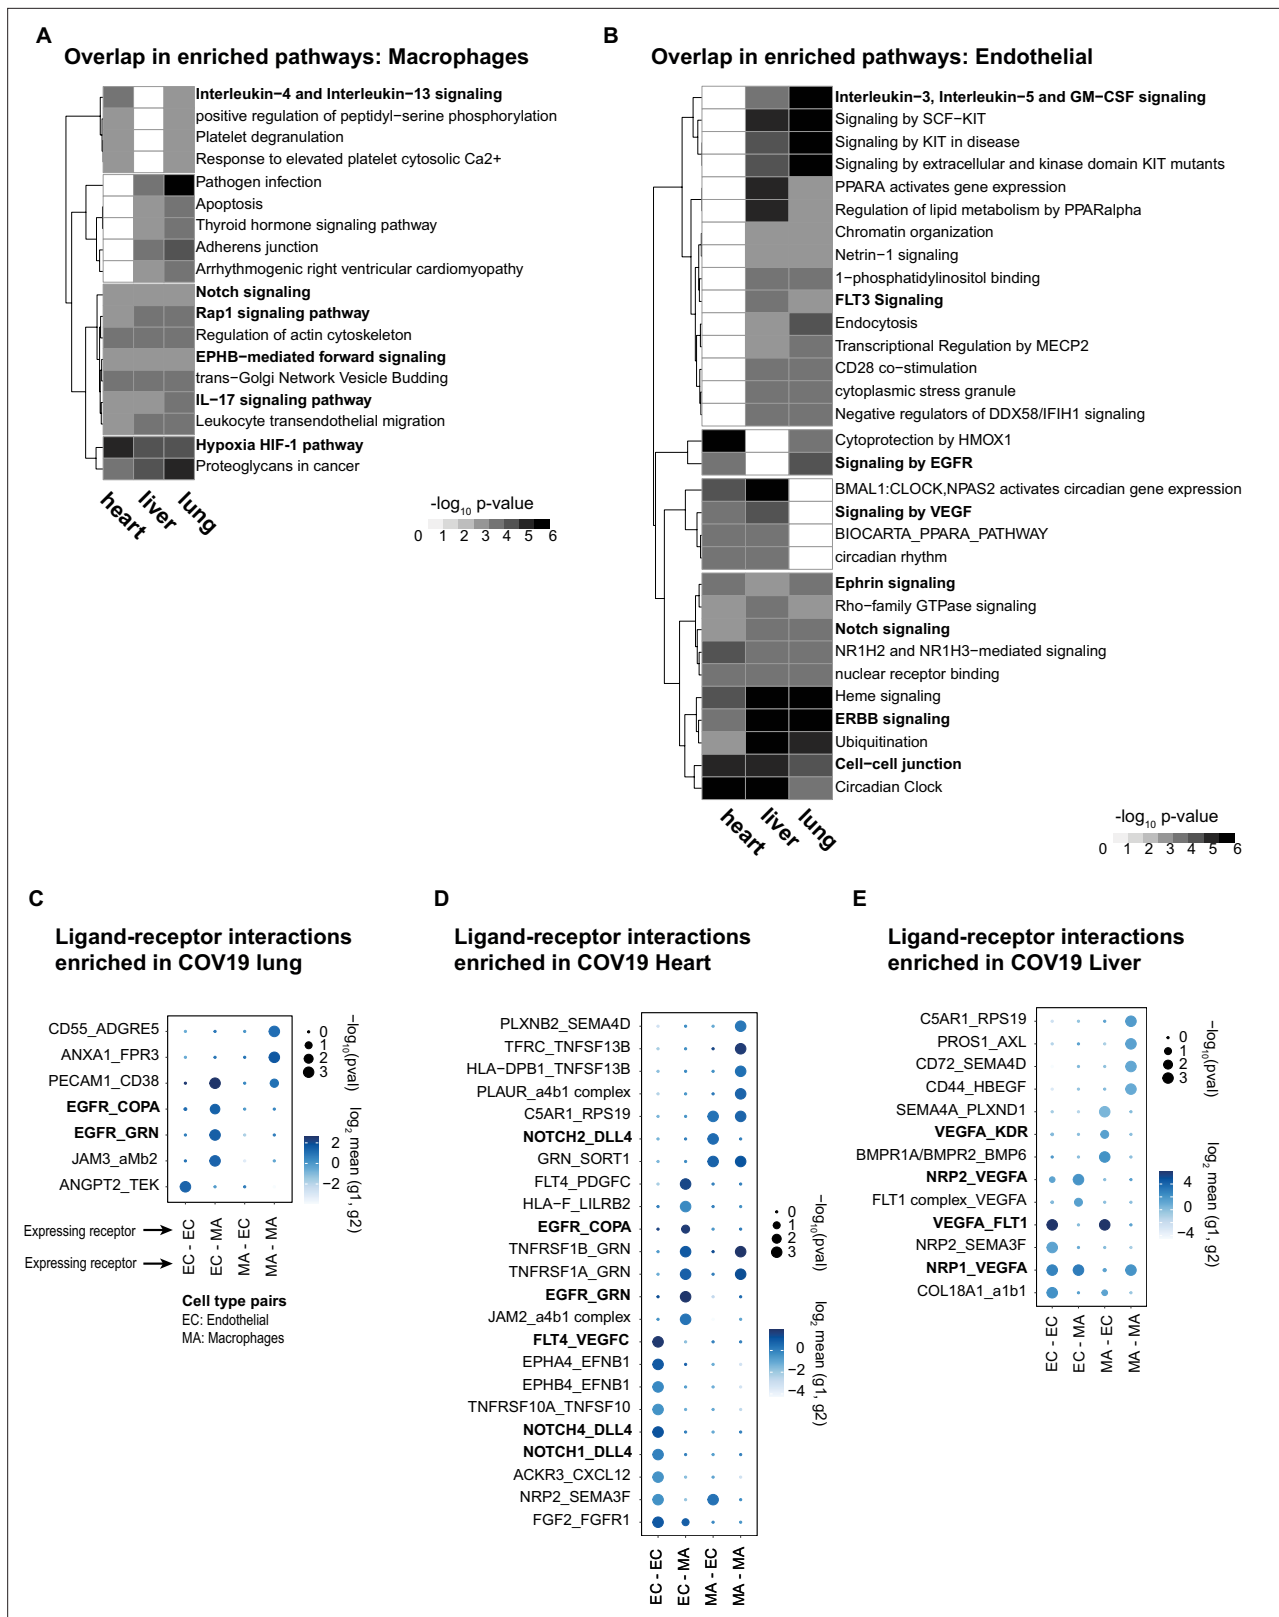 A
Overlap in enriched pathways: Macrophages
Interleukin−4 and Interleukin−13 signaling
positive regulation of peptidyl−serine phosphorylation
Platelet degranulation
Response to elevated platelet cytosolic Ca2+
Pathogen infection
Apoptosis
Thyroid hormone signaling pathway
Adherens junction
Arrhythmogenic right ventricular cardiomyopathy
Notch signaling
Rap1 signaling pathway
Regulation of actin cytoskeleton
EPHB−mediated forward signaling
trans−Golgi Network Vesicle Budding
IL−17 signaling pathway
Leukocyte transendothelial migration
Hypoxia HIF−1 pathway
Proteoglycans in cancer
heart liver lung
-log10 p-value
0 1 2 3 4 5 6
B
Overlap in enriched pathways: Endothelial
Interleukin−3, Interleukin−5 and GM−CSF signaling
Signaling by SCF−KIT
Signaling by KIT in disease
Signaling by extracellular and kinase domain KIT mutants
PPARA activates gene expression
Regulation of lipid metabolism by PPARalpha
Chromatin organization
Netrin−1 signaling
1−phosphatidylinositol binding
FLT3 Signaling
Endocytosis
Transcriptional Regulation by MECP2
CD28 co−stimulation
cytoplasmic stress granule
Negative regulators of DDX58/IFIH1 signaling
Cytoprotection by HMOX1
Signaling by EGFR
BMAL1:CLOCK,NPAS2 activates circadian gene expression
Signaling by VEGF
BIOCARTA_PPARA_PATHWAY
circadian rhythm
Ephrin signaling
Rho−family GTPase signaling
Notch signaling
NR1H2 and NR1H3−mediated signaling
nuclear receptor binding
Heme signaling
ERBB signaling
Ubiquitination
Cell−cell junction
Circadian Clock
heart liver lung
-log10 p-value
0 1 2 3 4 5 6
C
Ligand-receptor interactions
enriched in COV19 lung
CD55_ADGRE5
ANXA1_FPR3
PECAM1_CD38
EGFR_COPA
EGFR_GRN
JAM3_aMb2
ANGPT2_TEK
Expressing receptor
Expressing receptor
EC - EC
EC - MA
MA - EC
MA - MA
Cell type pairs
EC: Endothelial
MA: Macrophages
0
1
2
3
−log10(pval)
2
0
−2
log2 mean (g1, g2)
D
Ligand-receptor interactions
enriched in COV19 Heart
PLXNB2_SEMA4D
TFRC_TNFSF13B
HLA-DPB1_TNFSF13B
PLAUR_a4b1 complex
C5AR1_RPS19
NOTCH2_DLL4
GRN_SORT1
FLT4_PDGFC
HLA-F_LILRB2
EGFR_COPA
TNFRSF1B_GRN
TNFRSF1A_GRN
EGFR_GRN
JAM2_a4b1 complex
FLT4_VEGFC
EPHA4_EFNB1
EPHB4_EFNB1
TNFRSF10A_TNFSF10
NOTCH4_DLL4
NOTCH1_DLL4
ACKR3_CXCL12
NRP2_SEMA3F
FGF2_FGFR1
EC - EC
EC - MA
MA - EC
MA - MA
0
1
2
3
−log10(pval)
0
−2
−4
log2 mean (g1, g2)
E
Ligand-receptor interactions
enriched in COV19 Liver
C5AR1_RPS19
PROS1_AXL
CD72_SEMA4D
CD44_HBEGF
SEMA4A_PLXND1
VEGFA_KDR
BMPR1A/BMPR2_BMP6
NRP2_VEGFA
FLT1 complex_VEGFA
VEGFA_FLT1
NRP2_SEMA3F
NRP1_VEGFA
COL18A1_a1b1
EC - EC
EC - MA
MA - EC
MA - MA
0
1
2
3
−log10(pval)
4
0
−4
log2 mean (g1, g2)